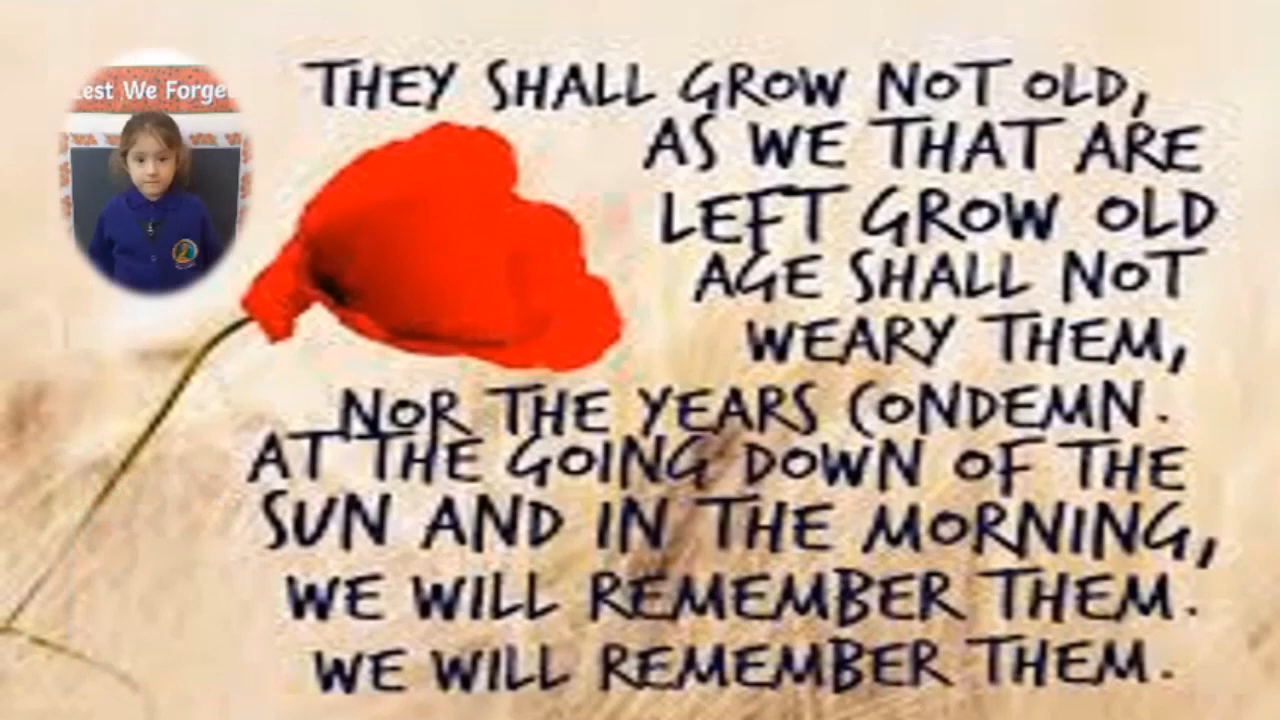 Lest We Forget
THEY SHALL GROW NOT OLD,
AS WE THAT ARE
LEFT GROW OLD
AGE SHALL NOT
WEARY THEM,
NOR THE YEARS CONDEMN.
AT THE GOING DOWN OF THE
SUN AND IN THE MORNING,
WE WILL REMEMBER THEM.
WE WILL REMEMBER THEM.